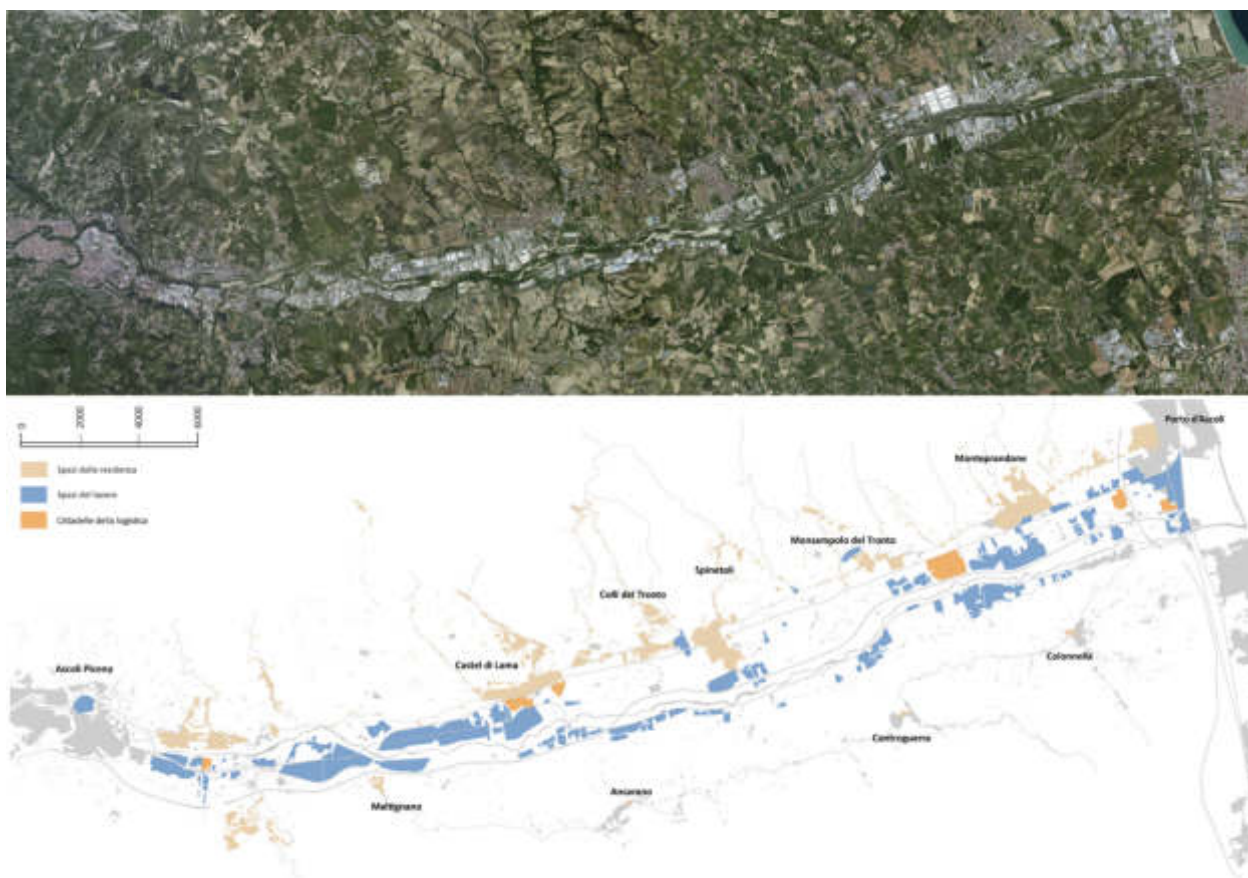 0 2000 4000 6000
Spazi della residenza
Spazi del lavoro
Cittadelle della logistica
Porto d'Ascoli
Monteprandone
Monsampolo del Tronto
Spinetoli
Colli del Tronto
Castel di Lama
Ascoli Piceno
Colonnella
Controguerra
Ancarano
Maltignano